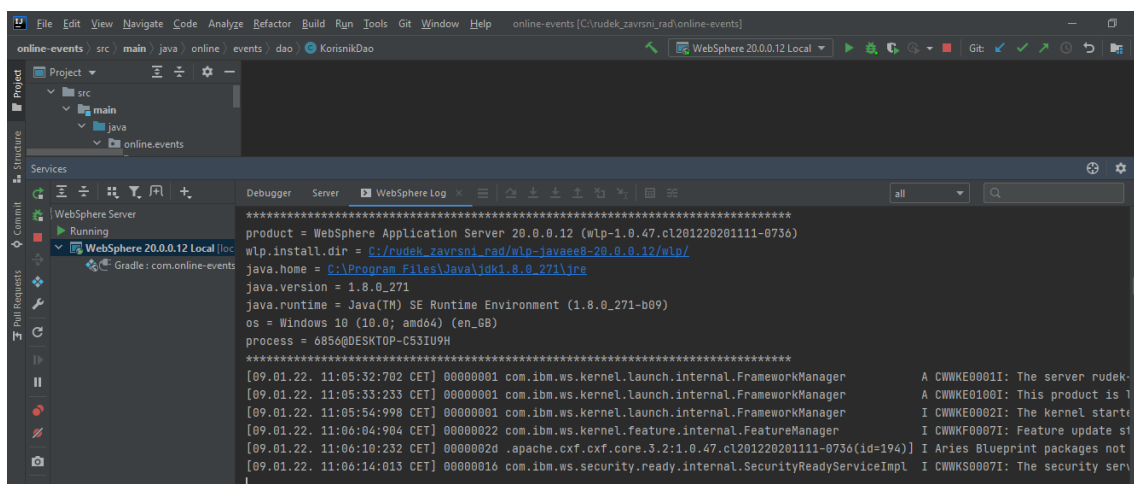 File Edit View Navigate Code Analyze Refactor Build Run Tools Git Window Help online-events [C:\rudek_zavrsni_rad\online-events]
online-events src main java online events dao KorisnikDao WebSphere 20.0.0.12 Local Git:
Project
Project
src
main
java
online.events
Structure
Services
Debugger Server WebSphere Log all
Commit
Pull Requests
WebSphere Server
Running
WebSphere 20.0.0.12 Local [loc
Gradle : com.online-events
********************************************************************************
product = WebSphere Application Server 20.0.0.12 (wlp-1.0.47.cl201220201111-0736)
wlp.install.dir = C:/rudek_zavrsni_rad/wlp-javaee8-20.0.0.12/wlp/
java.home = C:\Program Files\Java\jdk1.8.0_271\jre
java.version = 1.8.0_271
java.runtime = Java(TM) SE Runtime Environment (1.8.0_271-b09)
os = Windows 10 (10.0; amd64) (en_GB)
process = 6856@DESKTOP-C53IU9H
********************************************************************************
[09.01.22. 11:05:32:702 CET] 00000001 com.ibm.ws.kernel.launch.internal.FrameworkManager A CWWKE0001I: The server rudek-
[09.01.22. 11:05:33:233 CET] 00000001 com.ibm.ws.kernel.launch.internal.FrameworkManager A CWWKE0100I: This product is l
[09.01.22. 11:05:54:998 CET] 00000001 com.ibm.ws.kernel.launch.internal.FrameworkManager I CWWKE0002I: The kernel starte
[09.01.22. 11:06:04:904 CET] 00000022 com.ibm.ws.kernel.feature.internal.FeatureManager I CWWKF0007I: Feature update st
[09.01.22. 11:06:10:232 CET] 0000002d .apache.cxf.cxf.core.3.2:1.0.47.cl201220201111-0736(id=194)] I Aries Blueprint packages not
[09.01.22. 11:06:14:013 CET] 00000016 com.ibm.ws.security.ready.internal.SecurityReadyServiceImpl I CWWKS0007I: The security serv